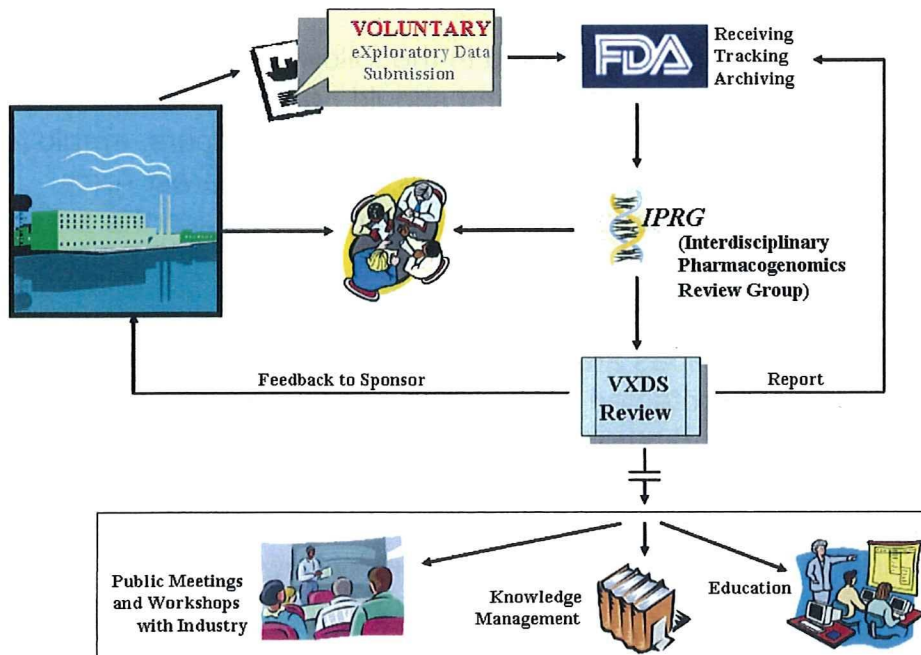 VOLUNTARY
eXploratory Data
Submission
FDA
Receiving
Tracking
Archiving
IPRG
(Interdisciplinary
Pharmacogenomics
Review Group)
Feedback to Sponsor
VXDS
Review
Report
Public Meetings
and Workshops
with Industry
Knowledge
Management
Education